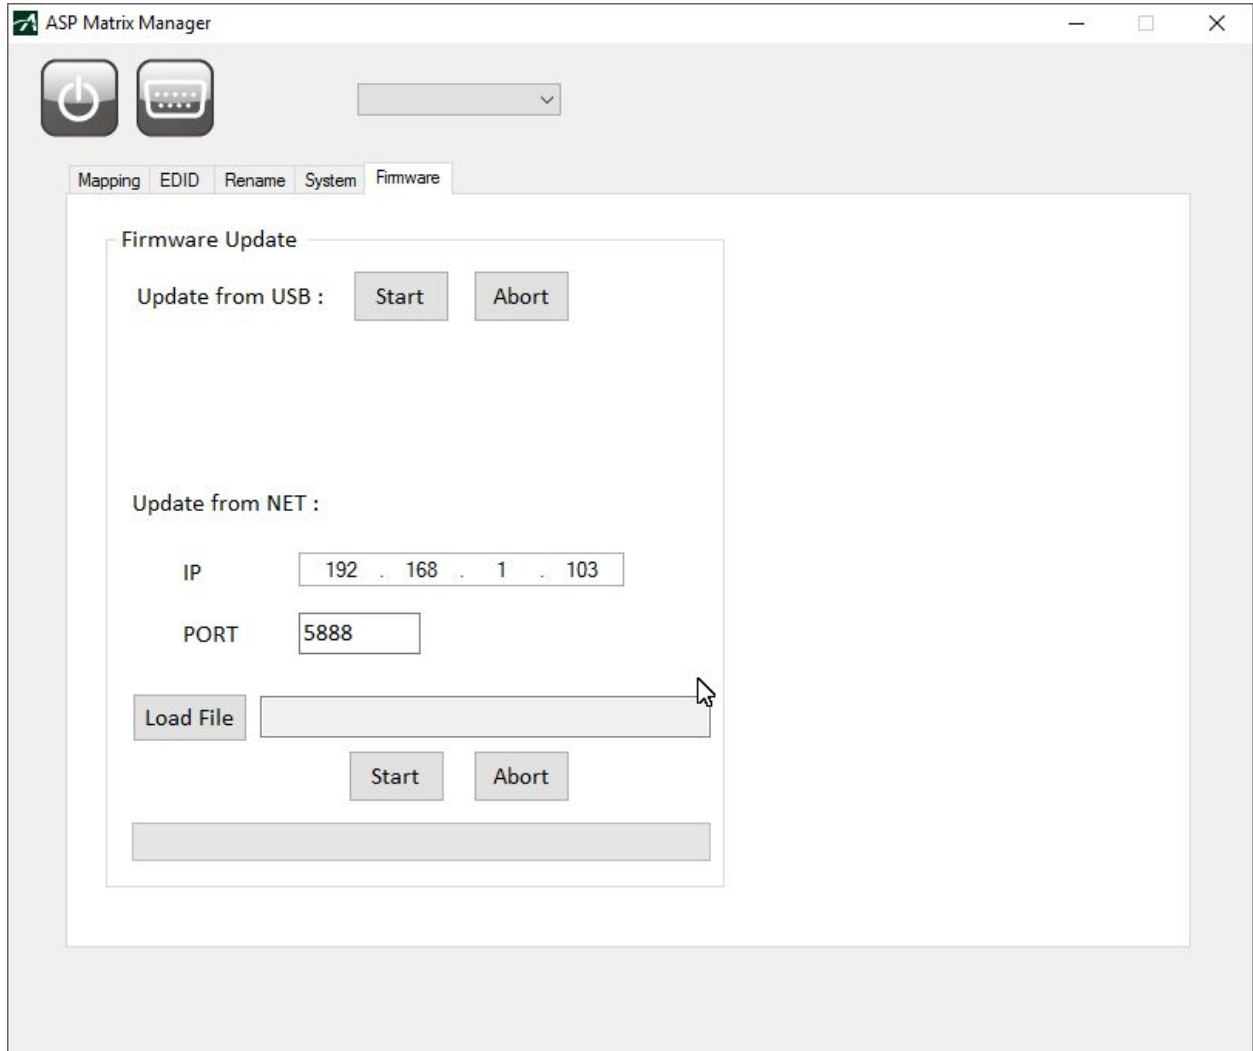 ASP Matrix Manager
Mapping EDID Rename System Firmware
Firmware Update
Update from USB : Start Abort
Update from NET :
IP 192 . 168 . 1 . 103
PORT 5888
Load File
Start Abort